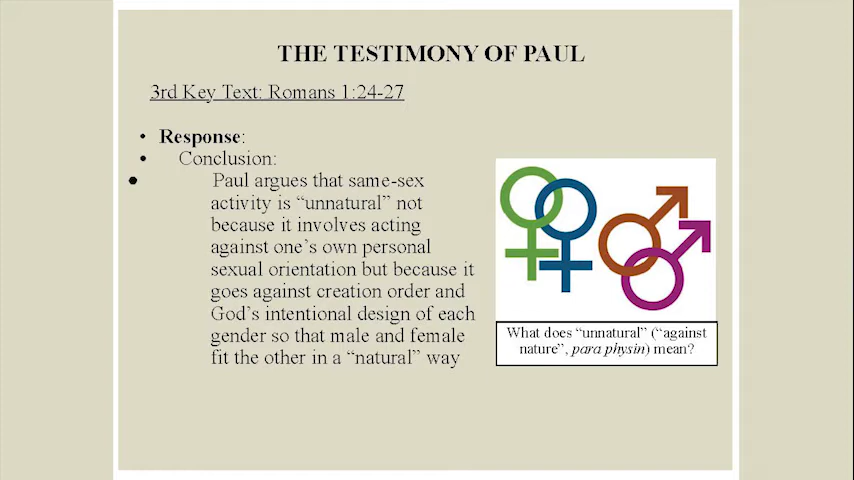 THE TESTIMONY OF PAUL
3rd Key Text: Romans 1:24-27
• Response:
• Conclusion:
• Paul argues that same-sex
activity is “unnatural” not
because it involves acting
against one’s own personal
sexual orientation but because it
goes against creation order and
God’s intentional design of each
gender so that male and female
fit the other in a “natural” way
What does “unnatural” (“against
nature”, para physin) mean?